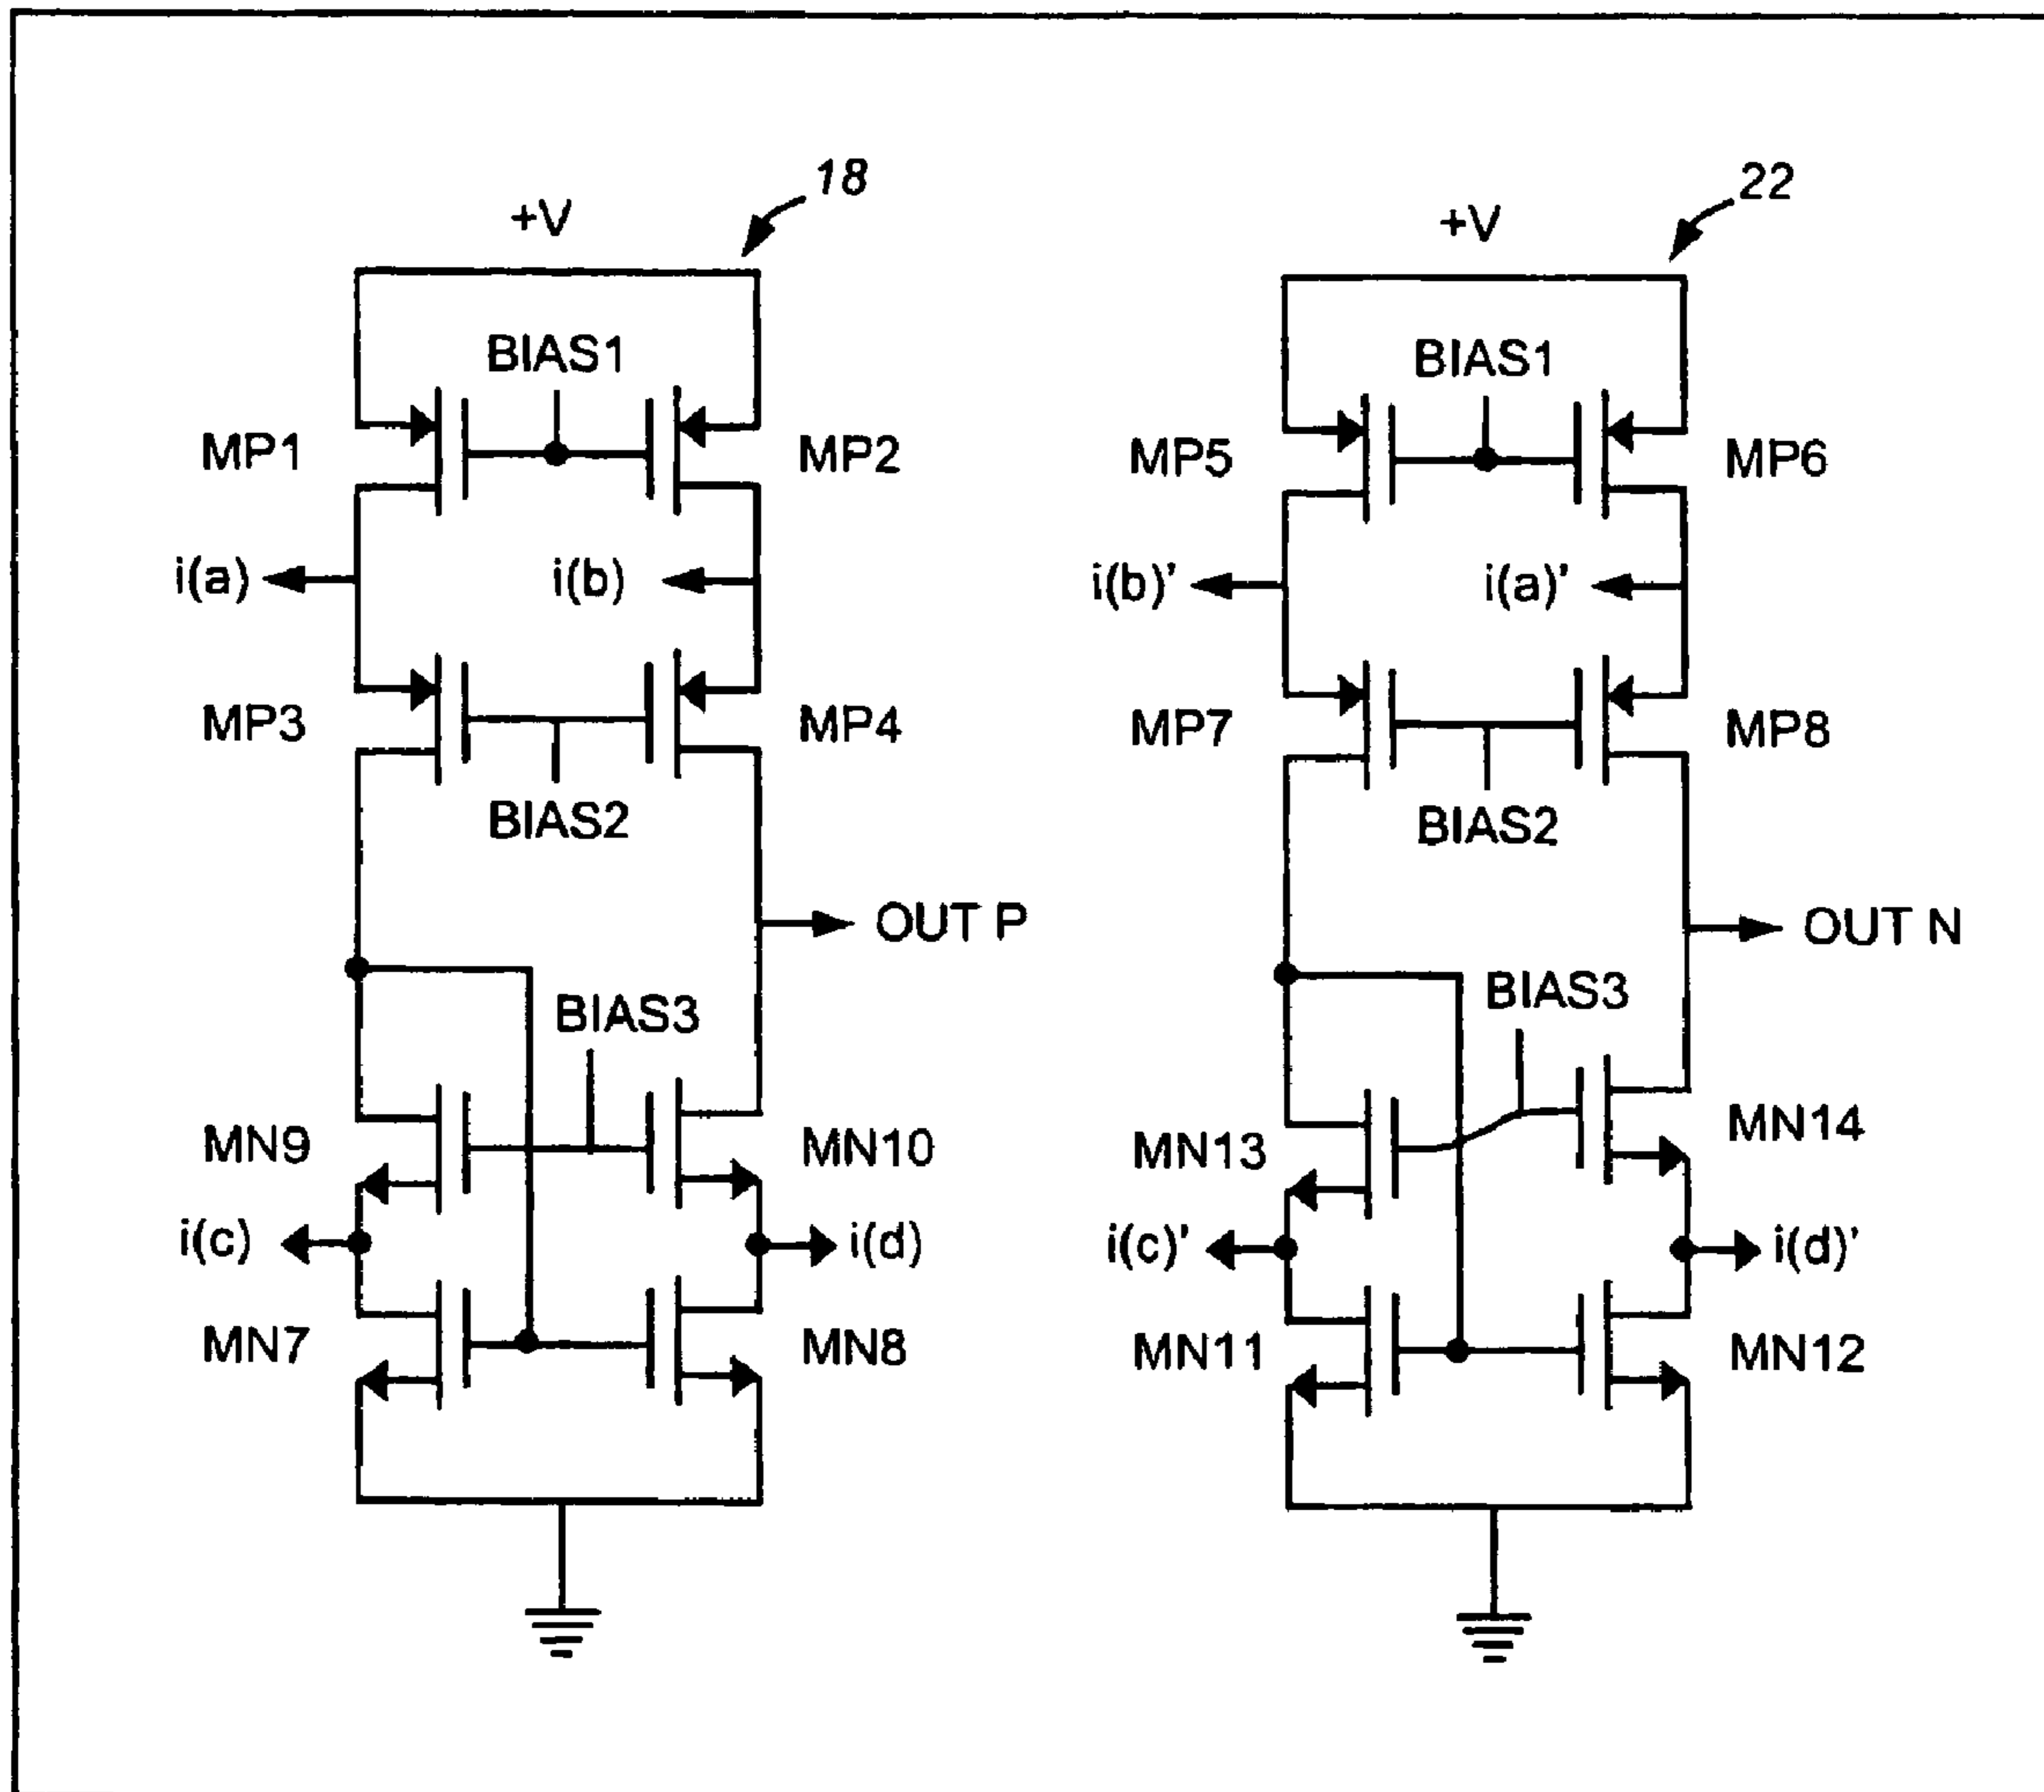 18
+V
BIAS1
MP1
MP2
i(a)
i(b)
MP3
MP4
BIAS2
OUT P
BIAS3
MN9
MN10
i(c)
i(d)
MN7
MN8
22
+V
BIAS1
MP5
MP6
i(b)'
i(a)'
MP7
MP8
BIAS2
OUT N
BIAS3
MN13
MN14
i(c)'
i(d)'
MN11
MN12